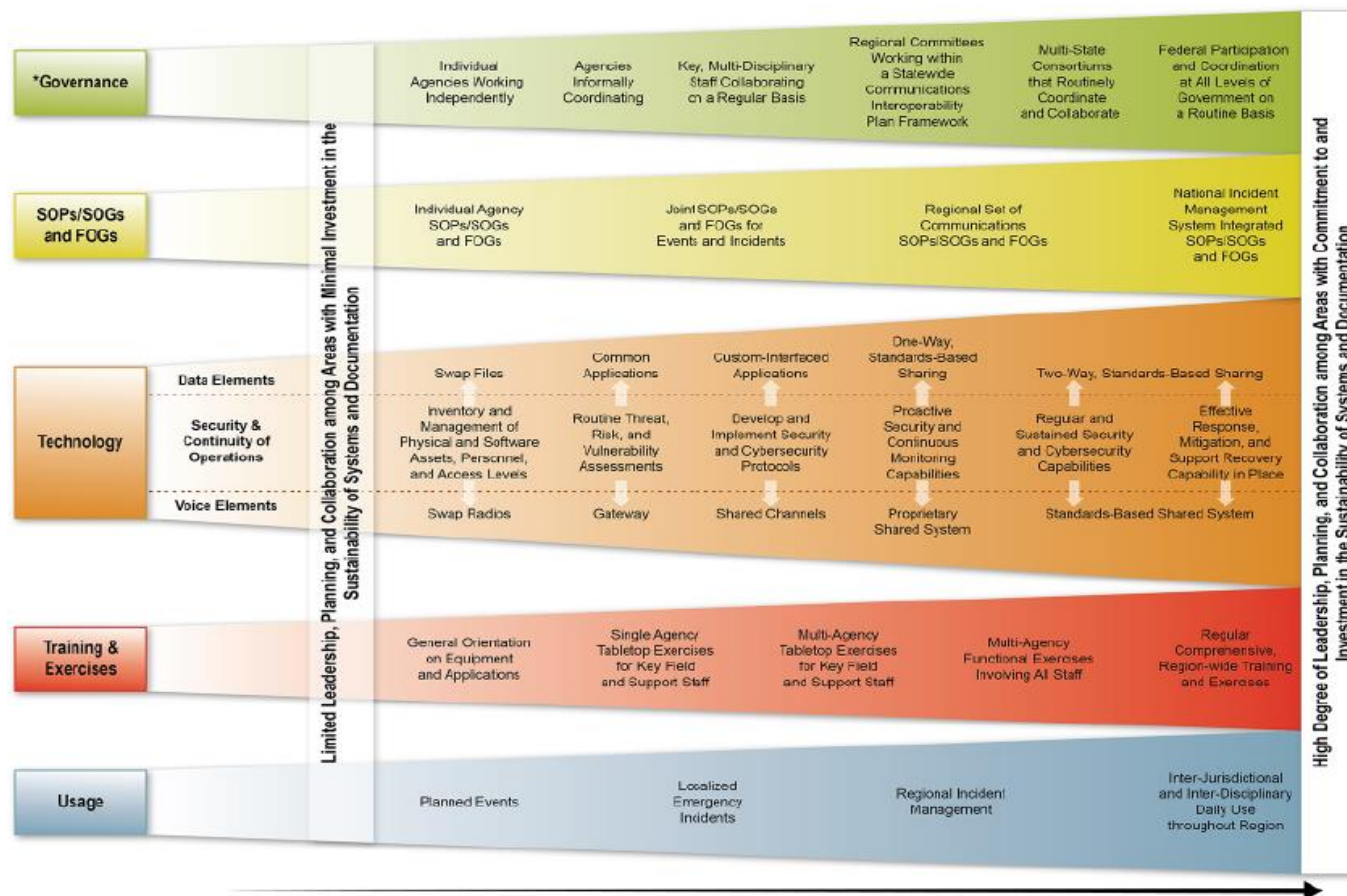 *Governance
Individual
Agencies Working
Independently
Agencies
Informally
Coordinating
Key, Multi-Disciplinary
Staff Collaborating
on a Regular Basis
Regional Committees
Working within
a Statewide
Communications
Interoperability
Plan Framework
Multi-State
Consortiums
that Routinely
Coordinate
and Collaborate
Federal Participation
and Coordination
at All Levels of
Government on
a Routine Basis
SOPs/SOGs
and FOGs
Individual Agency
SOPs/SOGs
and FOGs
Joint SOPs/SOGs
and FOGs for
Events and Incidents
Regional Set of
Communications
SOPs/SOGs and FOGs
National Incident
Management
System Integrated
SOPs/SOGs
and FOGs
Technology
Data Elements
Swap Files
Common
Applications
Custom-Interfaced
Applications
One-Way,
Standards-Based
Sharing
Two-Way, Standards-Based Sharing
Security &
Continuity of
Operations
Inventory and
Management of
Physical and Software
Assets, Personnel,
and Access Levels
Routine Threat,
Risk, and
Vulnerability
Assessments
Develop and
Implement Security
and Cybersecurity
Protocols
Proactive
Security and
Continuous
Monitoring
Capabilities
Regular and
Sustained Security
and Cybersecurity
Capabilities
Effective
Response,
Mitigation, and
Support Recovery
Capability in Place
Voice Elements
Swap Radios
Gateway
Shared Channels
Proprietary
Shared System
Standards-Based Shared System
Training &
Exercises
General Orientation
on Equipment
and Applications
Single Agency
Tabletop Exercises
for Key Field
and Support Staff
Multi-Agency
Tabletop Exercises
for Key Field
and Support Staff
Multi-Agency
Functional Exercises
Involving All Staff
Regular
Comprehensive,
Region-wide Training
and Exercises
Usage
Planned Events
Localized
Emergency
Incidents
Regional Incident
Management
Inter-Jurisdictional
and Inter-Disciplinary
Daily Use
throughout Region
Limited Leadership, Planning, and Collaboration among Areas with Minimal Investment in the
Sustainability of Systems and Documentation
High Degree of Leadership, Planning, and Collaboration among Areas with Commitment to and
Investment in the Sustainability of Systems and Documentation